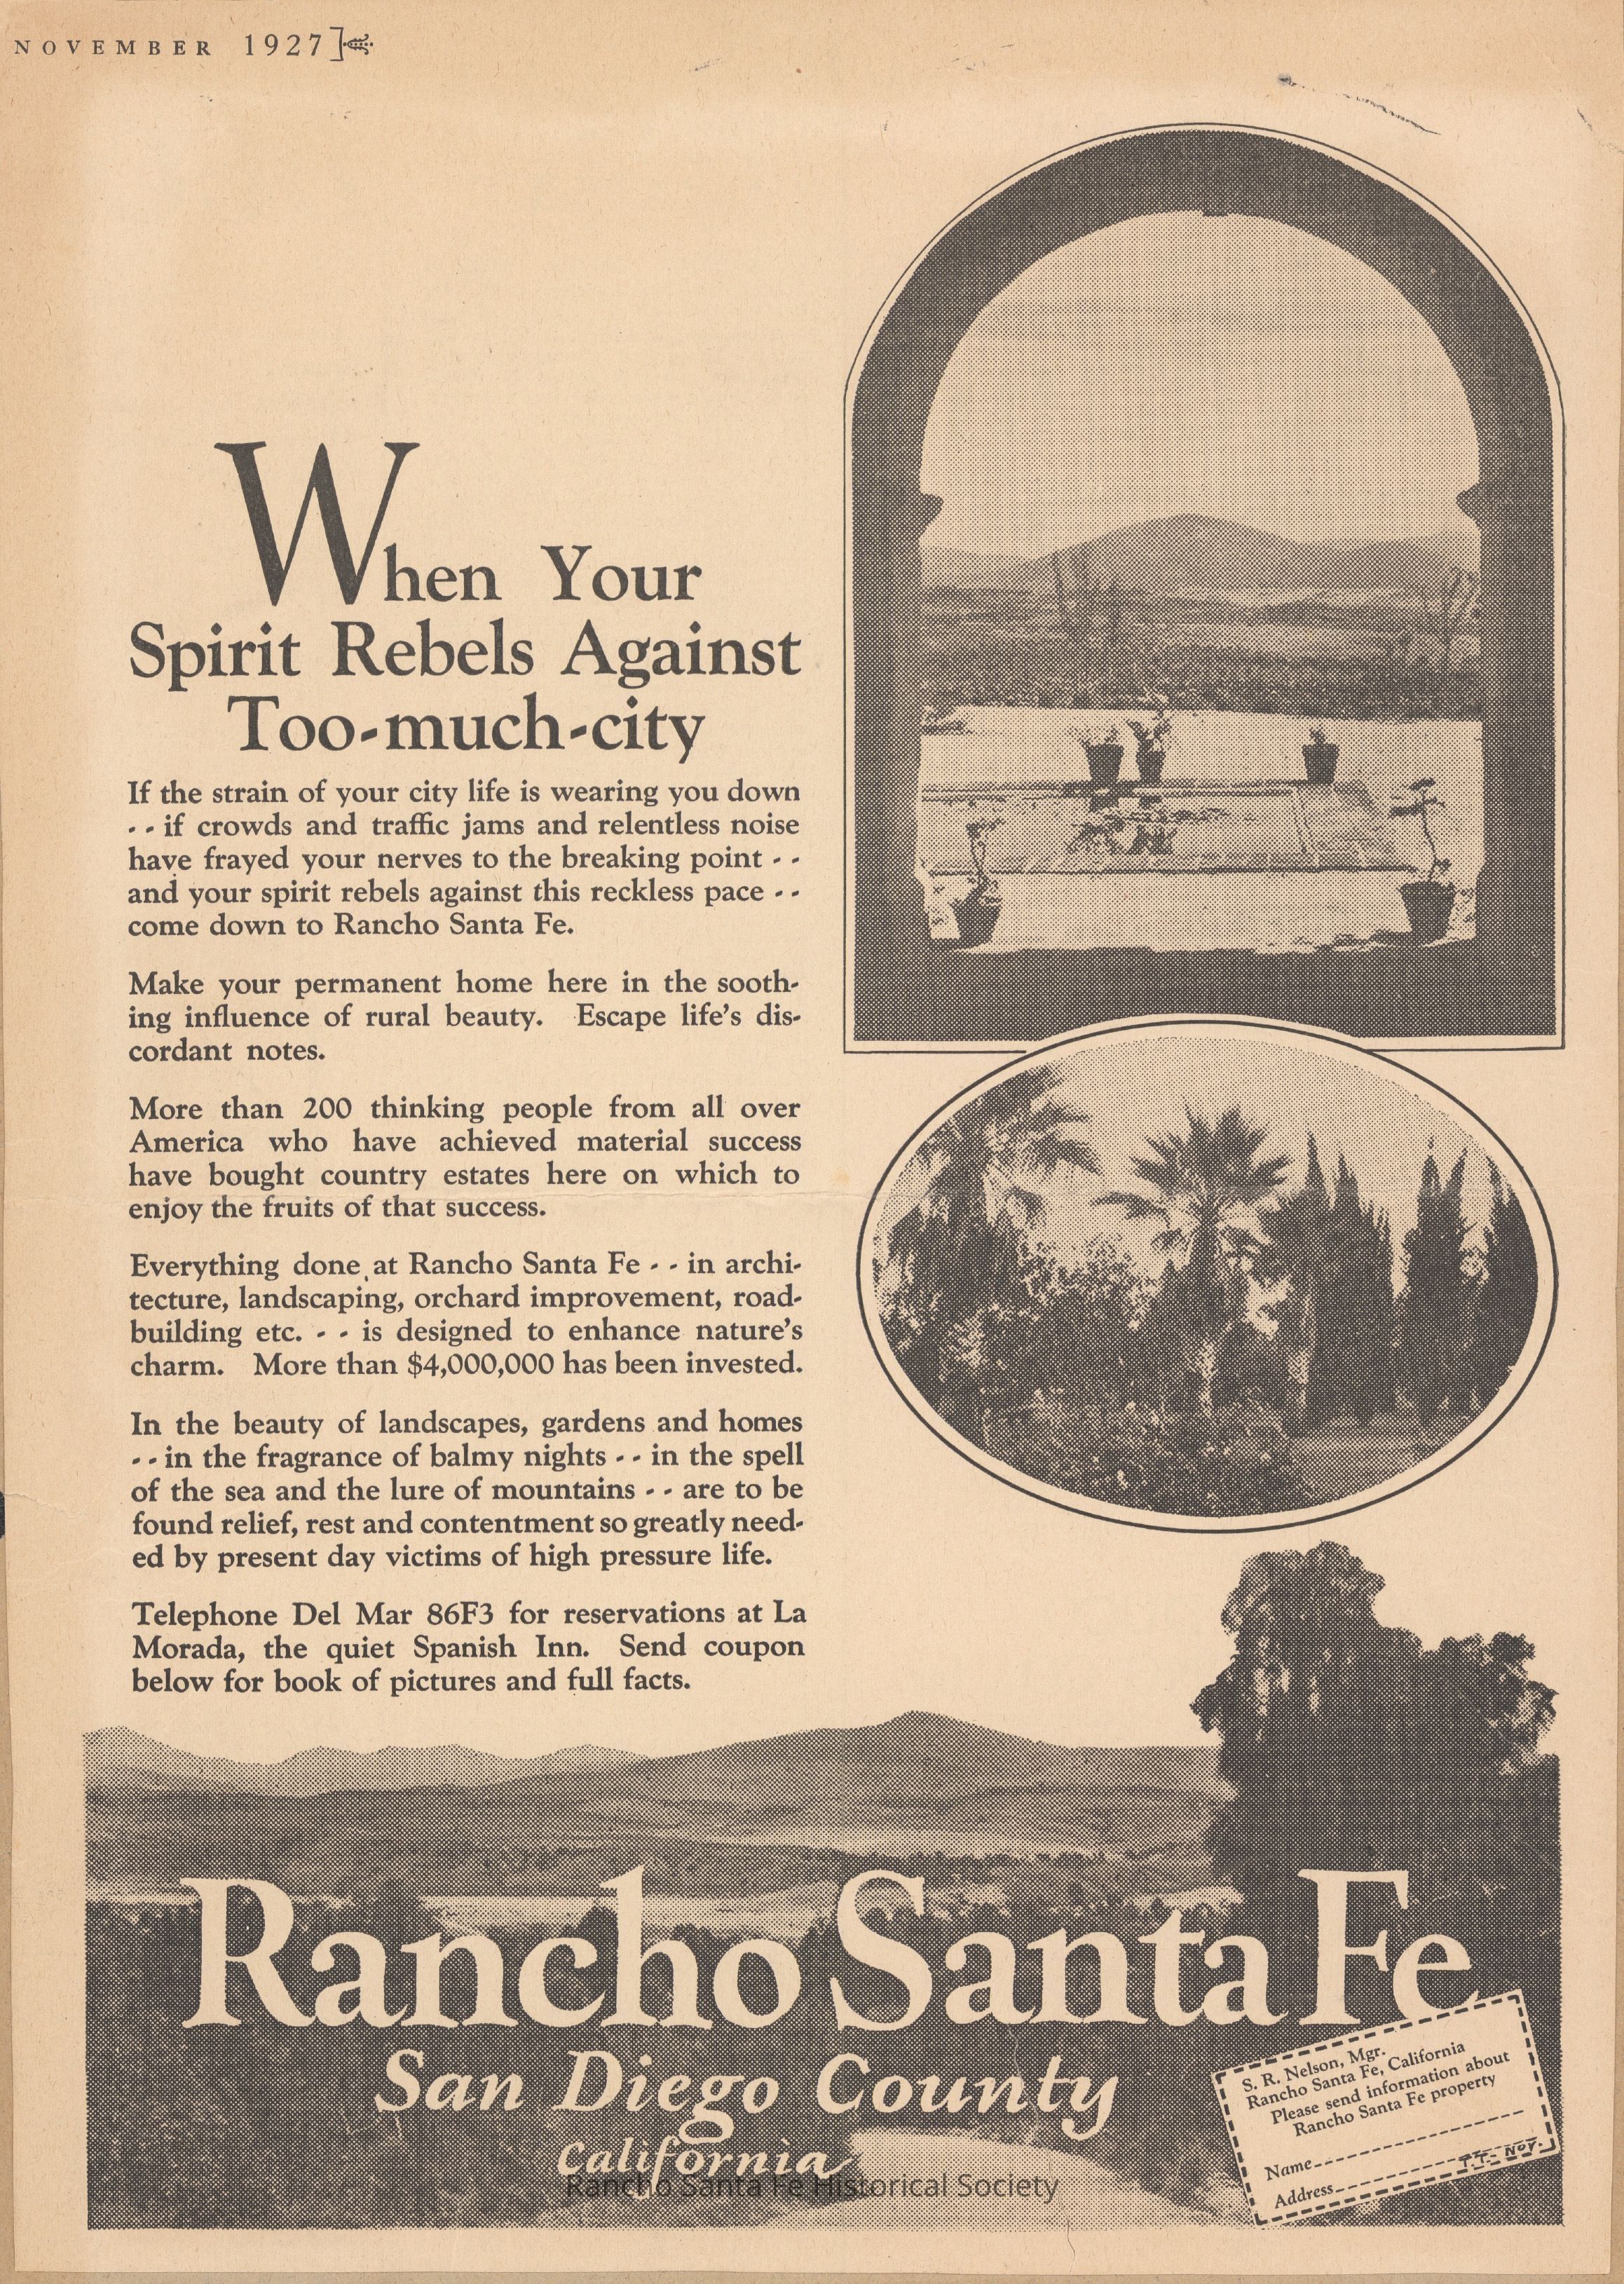 NOVEMBER 1927]
When Your
Spirit Rebels Against
Too-much-city
If the strain of your city life is wearing you down
- - if crowds and traffic jams and relentless noise
have frayed your nerves to the breaking point - -
and your spirit rebels against this reckless pace - -
come down to Rancho Santa Fe.
Make your permanent home here in the sooth-
ing influence of rural beauty. Escape life's dis-
cordant notes.
More than 200 thinking people from all over
America who have achieved material success
have bought country estates here on which to
enjoy the fruits of that success.
Everything done at Rancho Santa Fe - - in archi-
tecture, landscaping, orchard improvement, road-
building etc. - - is designed to enhance nature's
charm. More than $4,000,000 has been invested.
In the beauty of landscapes, gardens and homes
- - in the fragrance of balmy nights - - in the spell
of the sea and the lure of mountains - - are to be
found relief, rest and contentment so greatly need-
ed by present day victims of high pressure life.
Telephone Del Mar 86F3 for reservations at La
Morada, the quiet Spanish Inn. Send coupon
below for book of pictures and full facts.
Rancho Santa Fe
San Diego County
California
S. R. Nelson, Mgr.
Rancho Santa Fe, California
Please send information about
Rancho Santa Fe property
Name
T.T.- Nov.
Address
Rancho Santa Fe Historical Society